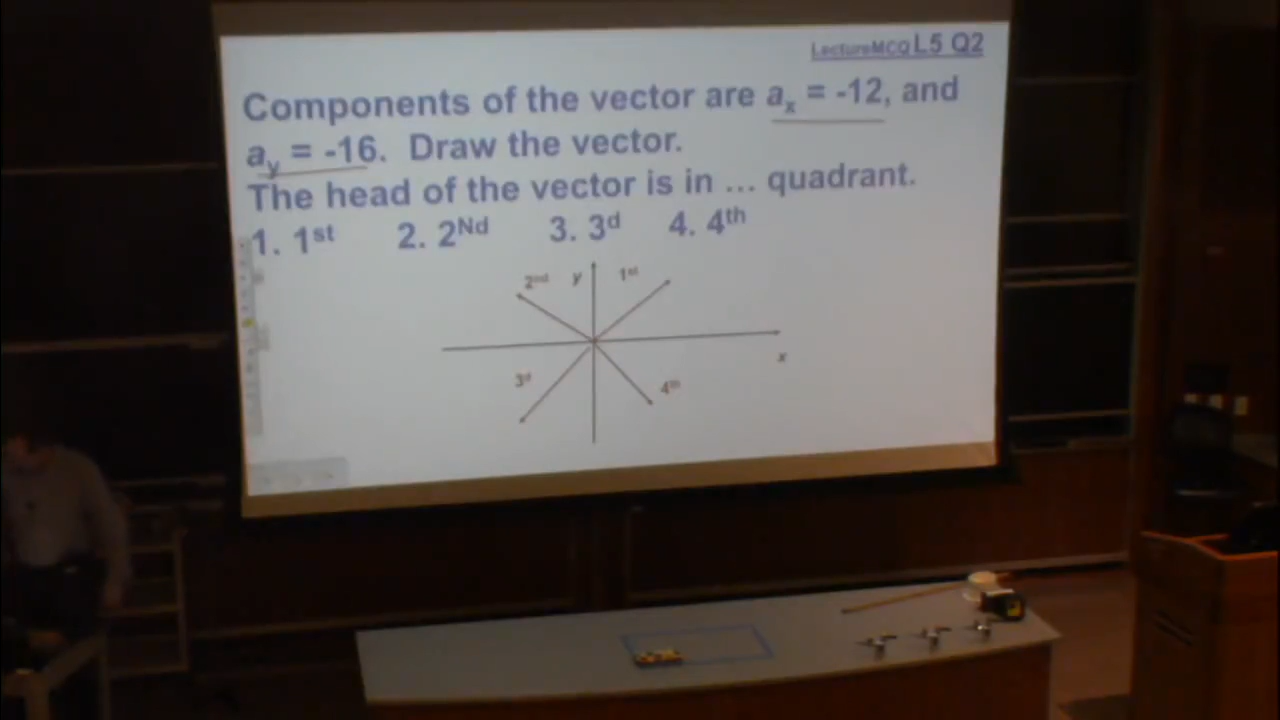 LectureMCQ L5 Q2
Components of the vector are aₓ = -12, and
a_y = -16. Draw the vector.
The head of the vector is in … quadrant.
1. 1ˢᵗ 2. 2ᴺᵈ 3. 3ᵈ 4. 4ᵗʰ
2ⁿᵈ y 1ˢᵗ
x
3ᵈ 4ᵗʰ